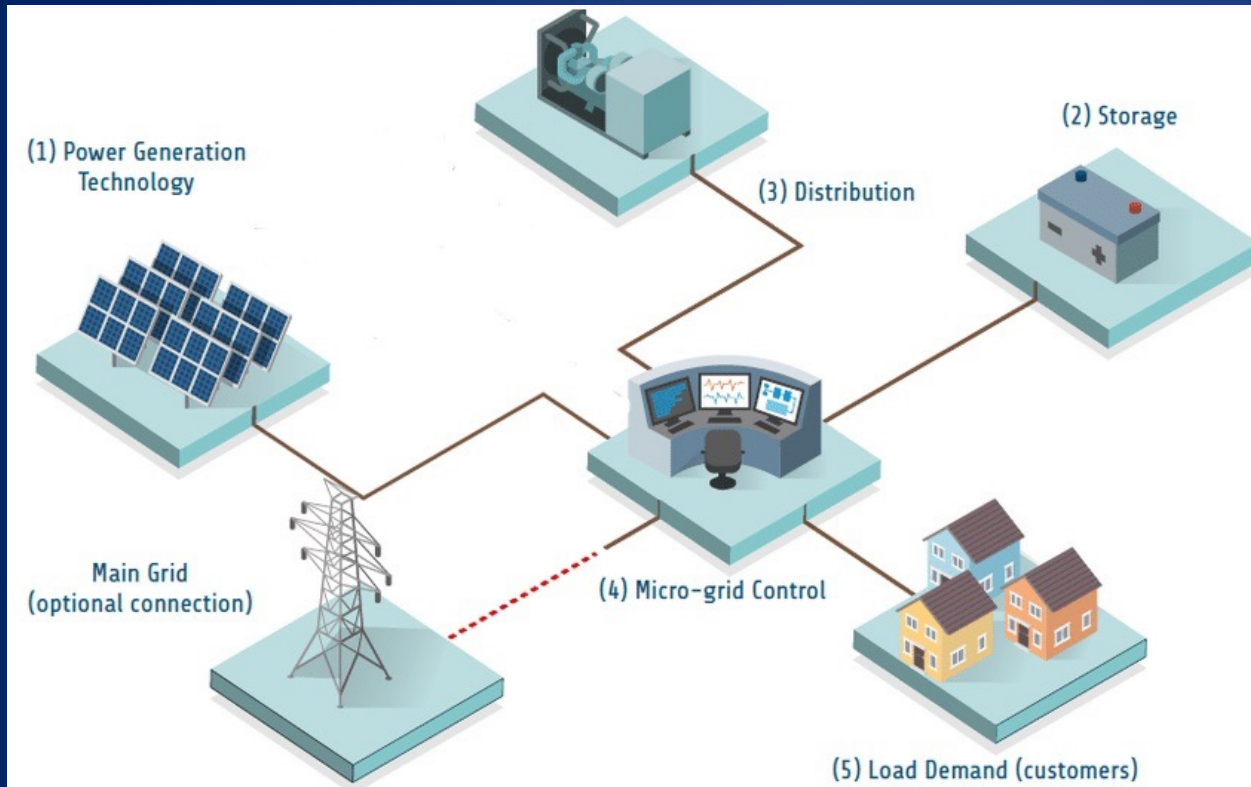 (1) Power Generation
Technology
(2) Storage
(3) Distribution
Main Grid
(optional connection)
(4) Micro-grid Control
(5) Load Demand (customers)